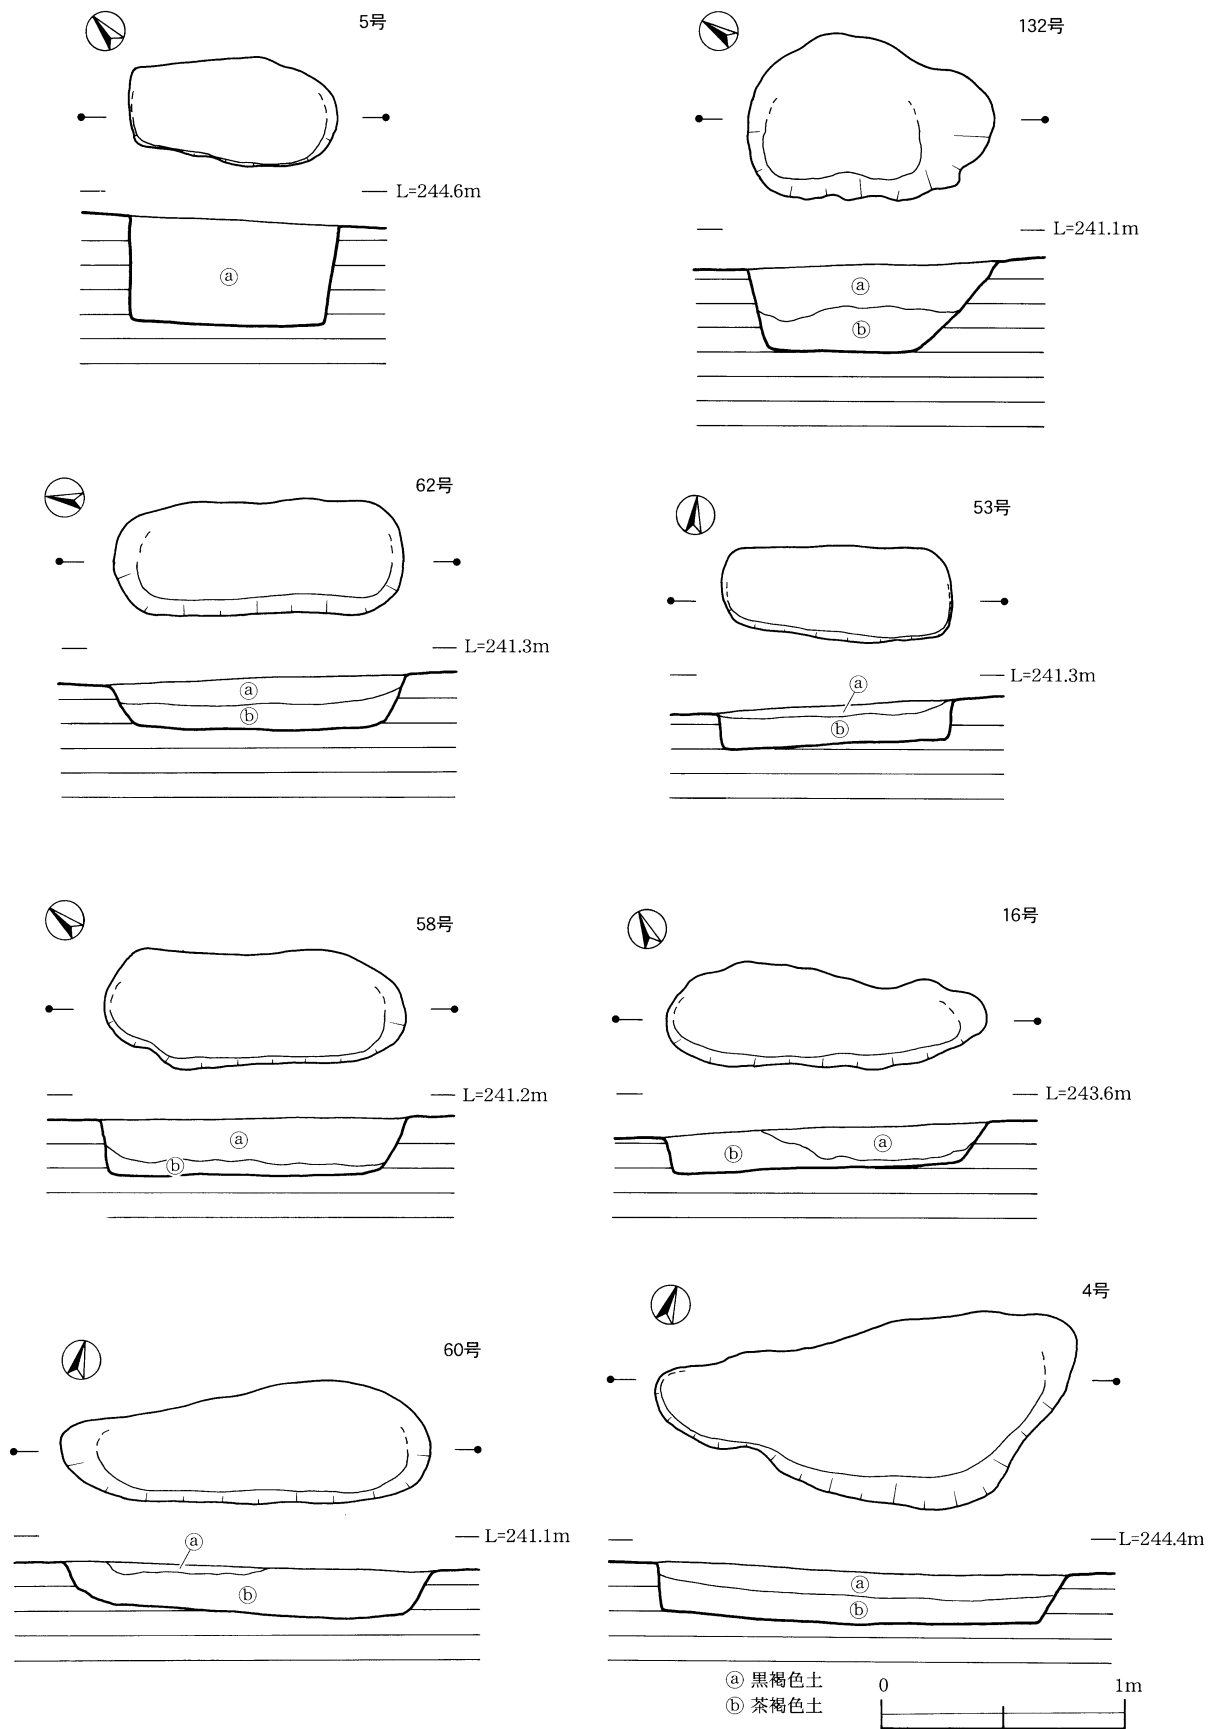 5号
L=244.6m
ⓐ
132号
L=241.1m
ⓐ
ⓑ
62号
L=241.3m
ⓐ
ⓑ
53号
L=241.3m
ⓐ
ⓑ
58号
L=241.2m
ⓐ
ⓑ
16号
L=243.6m
ⓐ
ⓑ
60号
L=241.1m
ⓐ
ⓑ
4号
L=244.4m
ⓐ
ⓑ
ⓐ 黒褐色土
ⓑ 茶褐色土
0 1m